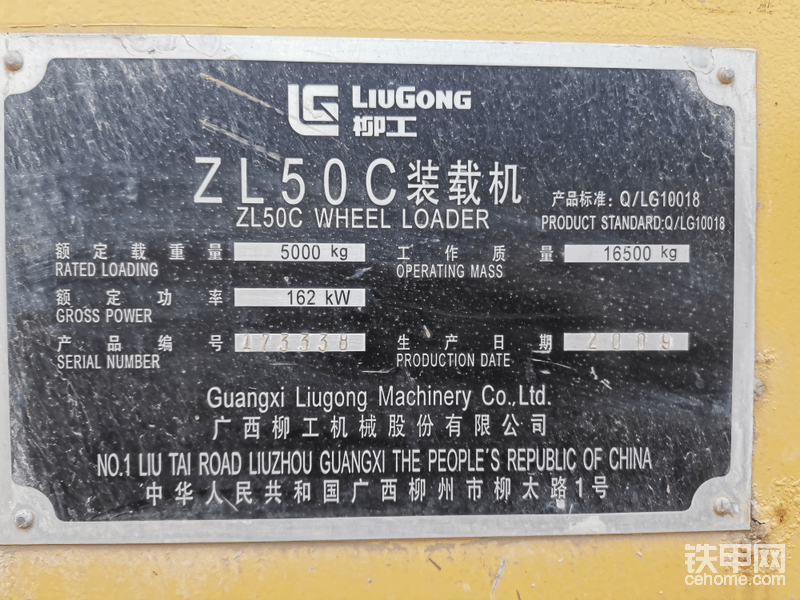 LG LIUGONG
柳工
ZL50C装载机 产品标准: Q/LG10018
ZL50C WHEEL LOADER PRODUCT STANDARD:Q/LG10018
额定载重量 5000 kg 工作质量 16500 kg
RATED LOADING OPERATING MASS
额定功率 162 kW
GROSS POWER
产品编号 173338 生产日期 2009
SERIAL NUMBER PRODUCTION DATE
Guangxi Liugong Machinery Co.,Ltd.
广西柳工机械股份有限公司
NO.1 LIU TAI ROAD LIUZHOU GUANGXI THE PEOPLE'S REPUBLIC OF CHINA
中华人民共和国广西柳州市柳太路1号
铁甲网
cehome.com